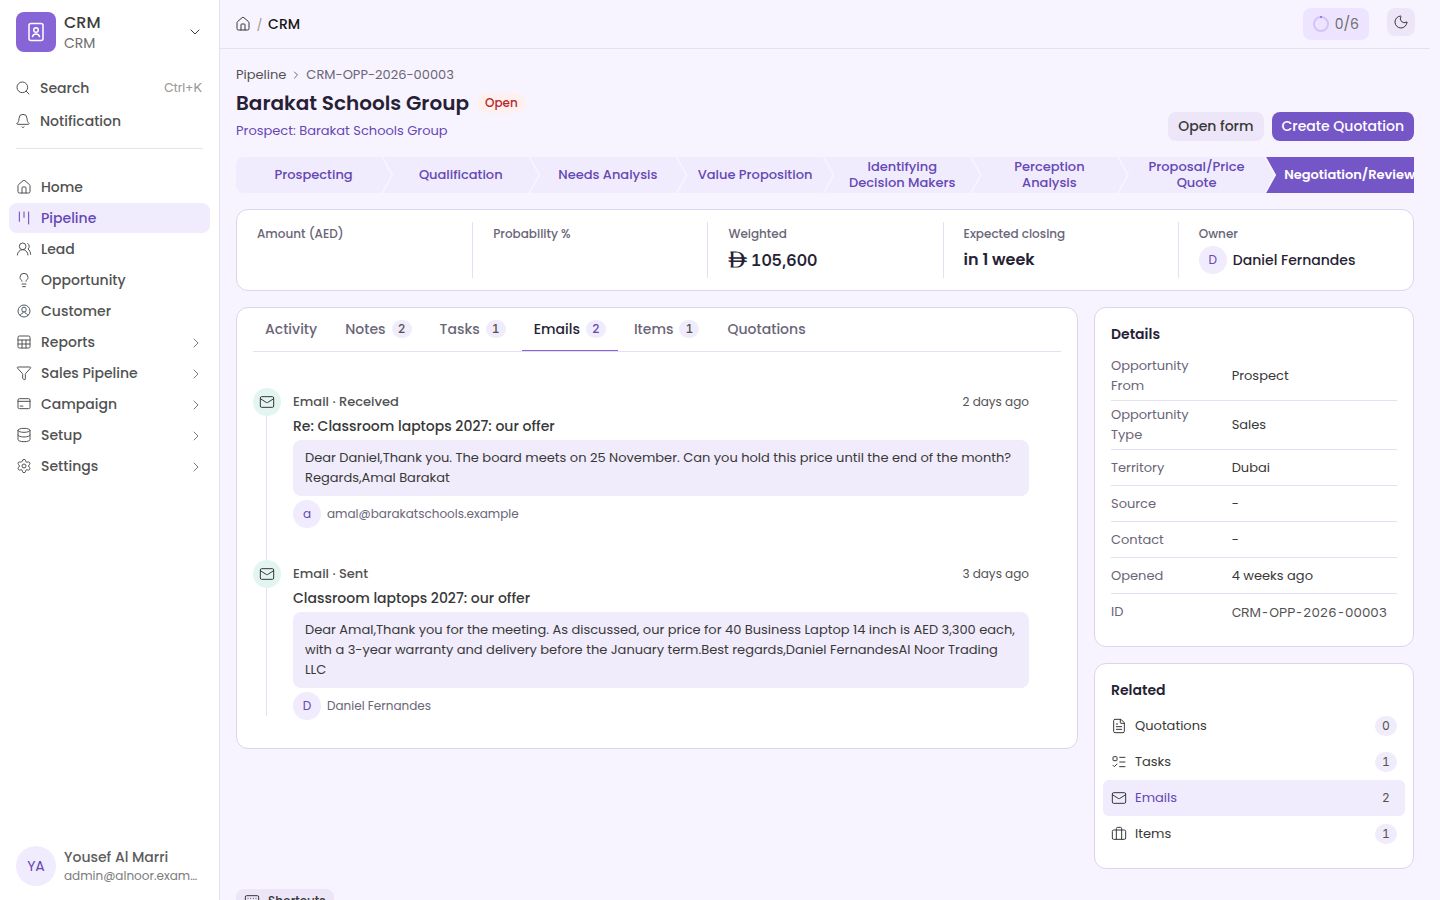 CRM
CRM
Search Ctrl+K
Notification
Home
Pipeline
Lead
Opportunity
Customer
Reports
Sales Pipeline
Campaign
Setup
Settings
YA
Yousef Al Marri
admin@alnoor.exam...
/ CRM
0/6
Pipeline > CRM-OPP-2026-00003
Barakat Schools Group Open
Prospect: Barakat Schools Group
Open form Create Quotation
Prospecting
Qualification
Needs Analysis
Value Proposition
Identifying
Decision Makers
Perception
Analysis
Proposal/Price
Quote
Negotiation/Review
Amount (AED)
Probability %
Weighted
105,600
Expected closing
in 1 week
Owner
D Daniel Fernandes
Activity Notes 2 Tasks 1 Emails 2 Items 1 Quotations
Email · Received 2 days ago
Re: Classroom laptops 2027: our offer
Dear Daniel,Thank you. The board meets on 25 November. Can you hold this price until the end of the month?
Regards,Amal Barakat
a amal@barakatschools.example
Email · Sent 3 days ago
Classroom laptops 2027: our offer
Dear Amal,Thank you for the meeting. As discussed, our price for 40 Business Laptop 14 inch is AED 3,300 each,
with a 3-year warranty and delivery before the January term.Best regards,Daniel FernandesAl Noor Trading
LLC
D Daniel Fernandes
Details
Opportunity
From
Prospect
Opportunity
Type
Sales
Territory Dubai
Source -
Contact -
Opened 4 weeks ago
ID CRM-OPP-2026-00003
Related
Quotations 0
Tasks 1
Emails 2
Items 1
Shortcuts